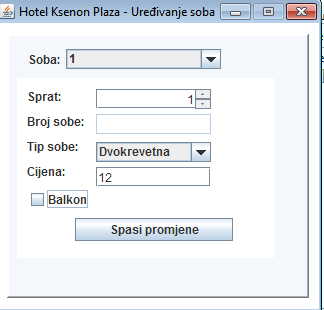 Hotel Ksenon Plaza - Uređivanje soba
Soba: 1
Sprat: 1
Broj sobe:
Tip sobe: Dvokrevetna
Cijena: 12
Balkon
Spasi promjene